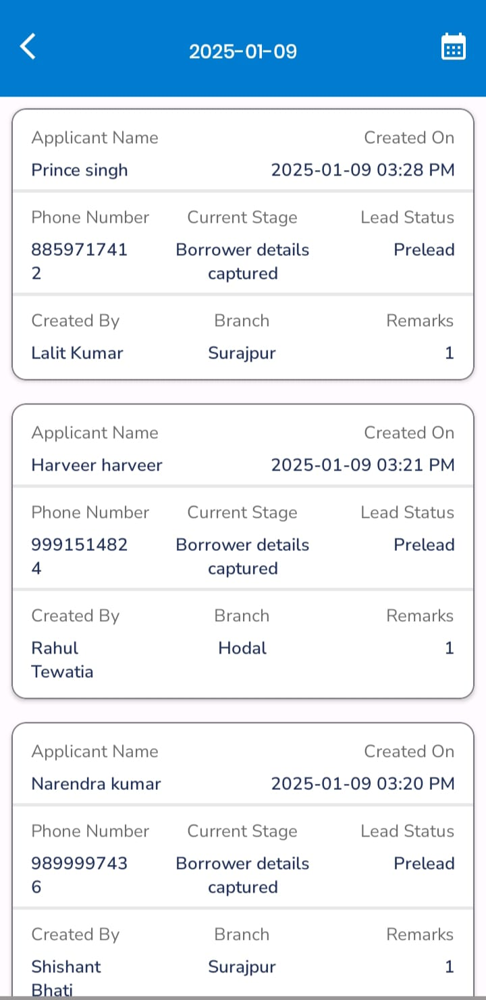 2025-01-09
Applicant Name Created On
Prince singh 2025-01-09 03:28 PM
Phone Number Current Stage Lead Status
885971741 Borrower details Prelead
2 captured
Created By Branch Remarks
Lalit Kumar Surajpur 1
Applicant Name Created On
Harveer harveer 2025-01-09 03:21 PM
Phone Number Current Stage Lead Status
999151482 Borrower details Prelead
4 captured
Created By Branch Remarks
Rahul Hodal 1
Tewatia
Applicant Name Created On
Narendra kumar 2025-01-09 03:20 PM
Phone Number Current Stage Lead Status
989999743 Borrower details Prelead
6 captured
Created By Branch Remarks
Shishant Surajpur 1
Bhati